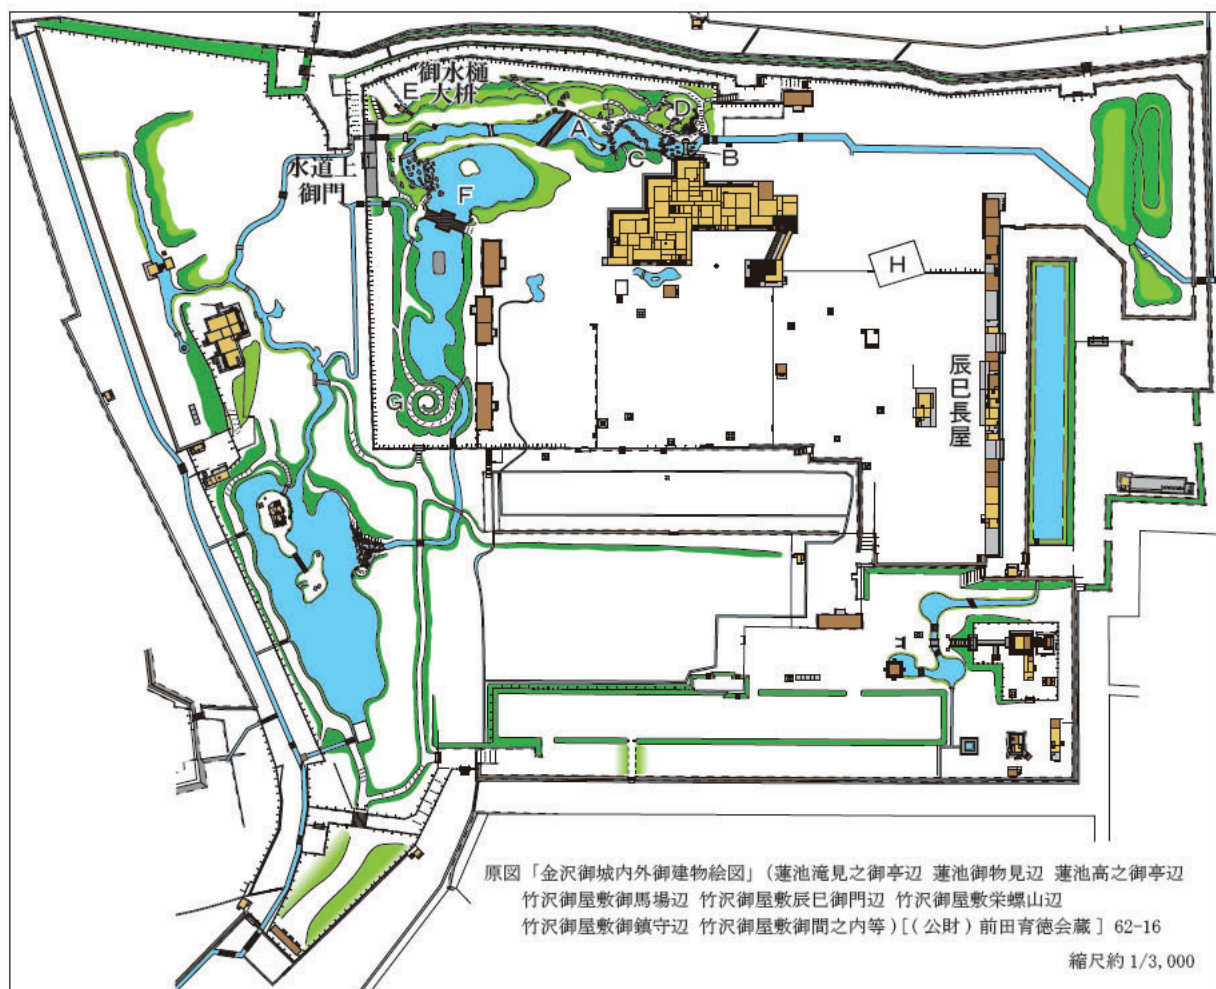 御水樋
大枡
E
D
A
B
C
水道上
御門
F
H
G
辰巳長屋
原図「金沢御城内外御建物絵図」(蓮池滝見之御亭辺 蓮池御物見辺 蓮池高之御亭辺
竹沢御屋敷御馬場辺 竹沢御屋敷辰巳御門辺 竹沢御屋敷栄螺山辺
竹沢御屋敷御鎮守辺 竹沢御屋敷御間之内等)[(公財)前田育徳会蔵] 62-16
縮尺約1/3,000